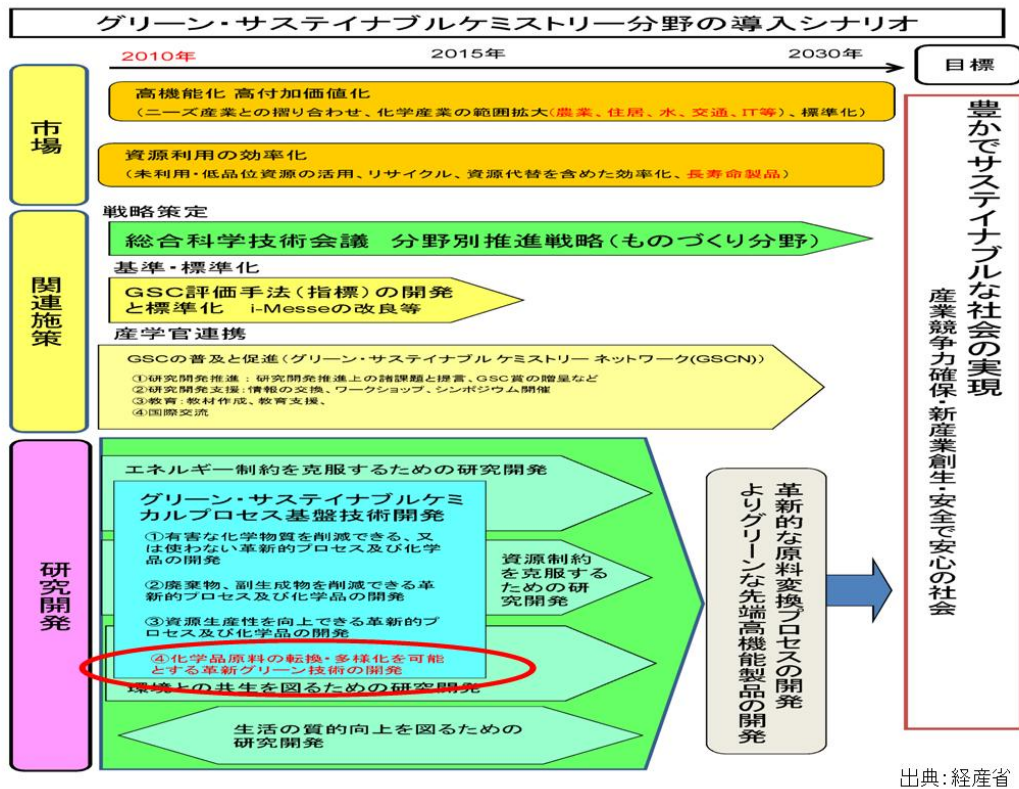 グリーン・サステイナブルケミストリー分野の導入シナリオ
2010年
2015年
2030年
目標
市場
高機能化 高付加価値化
(ニーズ産業との摺り合わせ、化学産業の範囲拡大(農業、住居、水、交通、IT等)、標準化)
資源利用の効率化
(未利用・低品位資源の活用、リサイクル、資源代替を含めた効率化、長寿命製品)
関連施策
戦略策定
総合科学技術会議 分野別推進戦略(ものづくり分野)
基準・標準化
GSC評価手法(指標)の開発
と標準化 i-Messeの改良等
産学官連携
GSCの普及と促進(グリーン・サステイナブル ケミストリー ネットワーク(GSCN))
①研究開発推進:研究開発推進上の諸課題と提言、GSC賞の贈呈など
②研究開発支援:情報の交換、ワークショップ、シンポジウム開催
③教育:教材作成、教育支援、
④国際交流
研究開発
エネルギー制約を克服するための研究開発
グリーン・サステイナブルケミ
カルプロセス基盤技術開発
①有害な化学物質を削減できる、又
は使わない革新的プロセス及び化学
品の開発
②廃棄物、副生成物を削減できる革
新的プロセス及び化学品の開発
③資源生産性を向上できる革新的プ
ロセス及び化学品の開発
④化学品原料の転換・多様化を可能
とする革新グリーン技術の開発
資源制約
を克服する
ための研
究開発
環境との共生を図るための研究開発
生活の質的向上を図るための
研究開発
革新的な原料変換プロセスの開発
よりグリーンな先端高機能製品の開発
豊かでサステイナブルな社会の実現
産業競争力確保・新産業創生・安全で安心の社会
出典:経産省